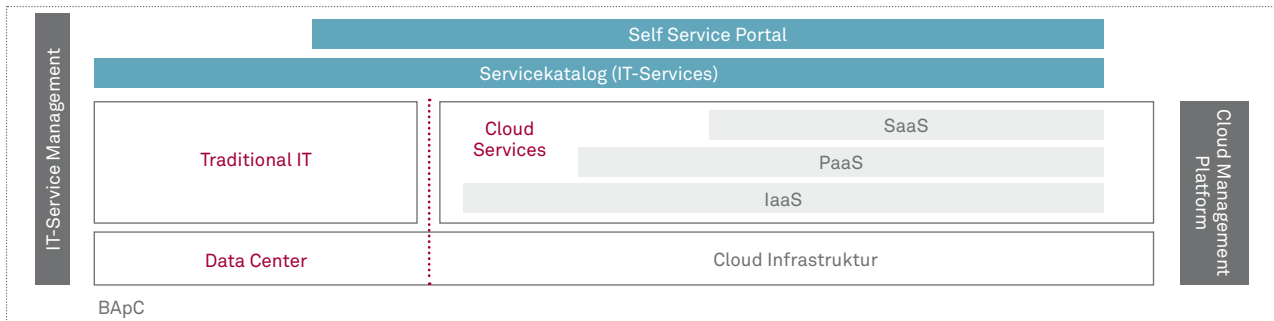 IT-Service Management
Self Service Portal
Servicekatalog (IT-Services)
Traditional IT
Cloud
Services
SaaS
PaaS
IaaS
Data Center
Cloud Infrastruktur
Cloud Management
Platform
BApC